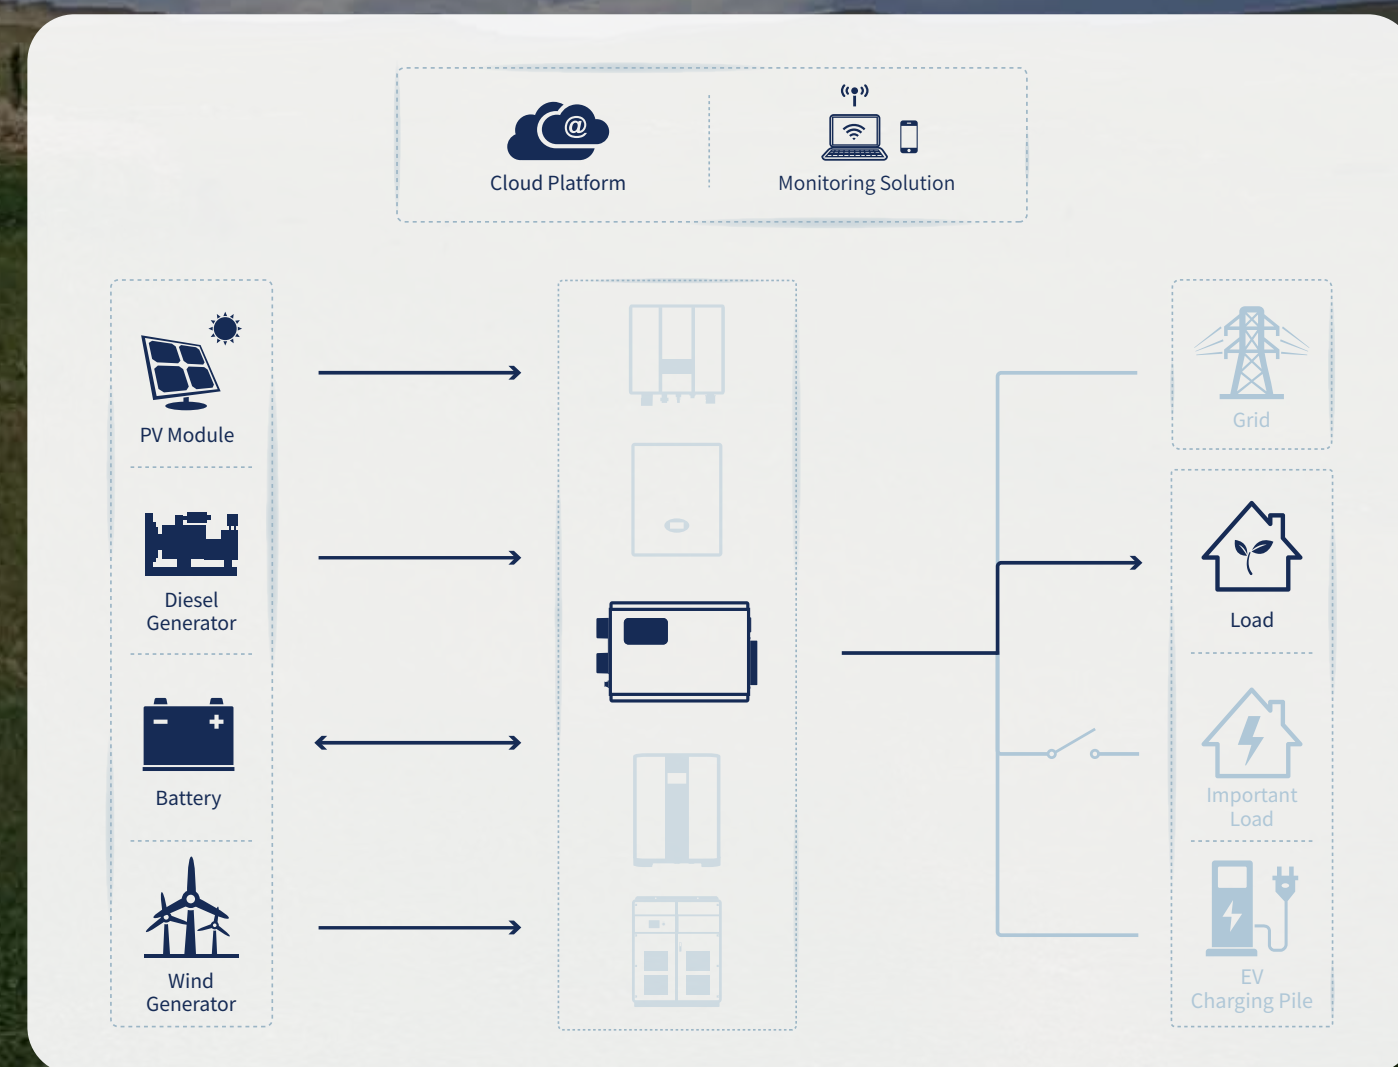 Cloud Platform
Monitoring Solution
PV Module
Diesel
Generator
Battery
Wind
Generator
Grid
Load
Important
Load
EV
Charging Pile